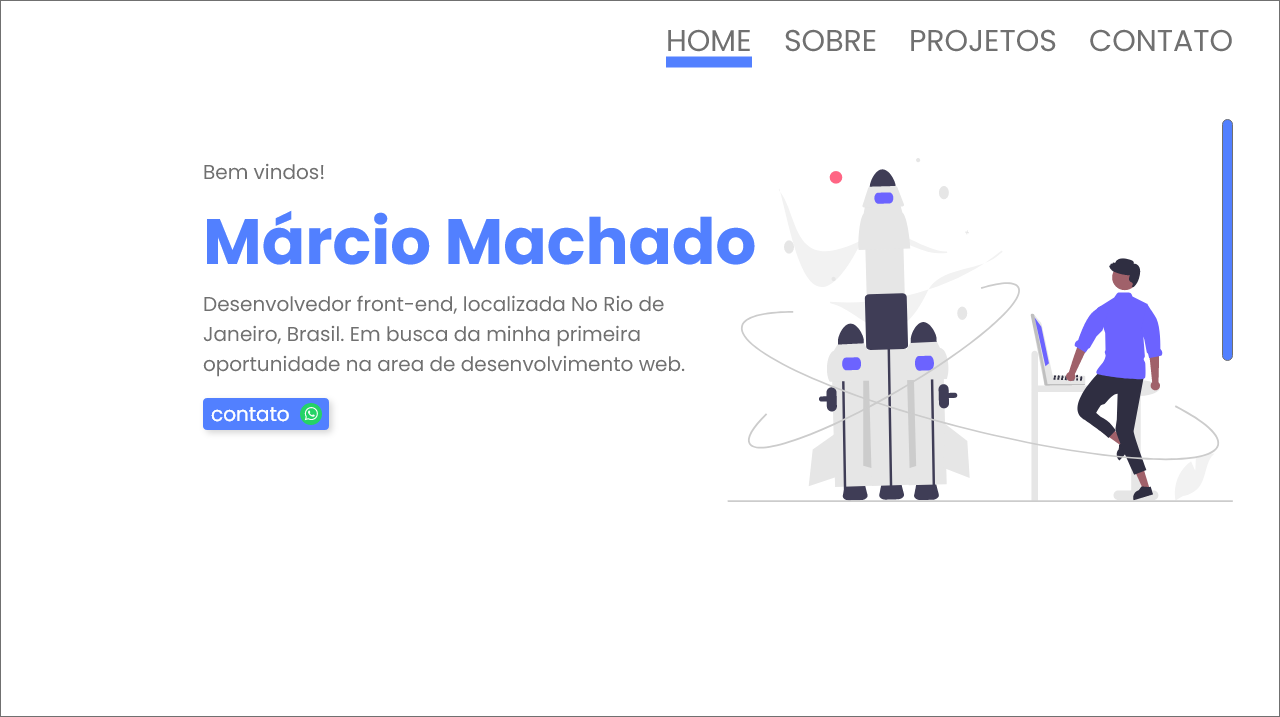 HOME SOBRE PROJETOS CONTATO
Bem vindos!
Márcio Machado
Desenvolvedor front-end, localizada No Rio de
Janeiro, Brasil. Em busca da minha primeira
oportunidade na area de desenvolvimento web.
contato